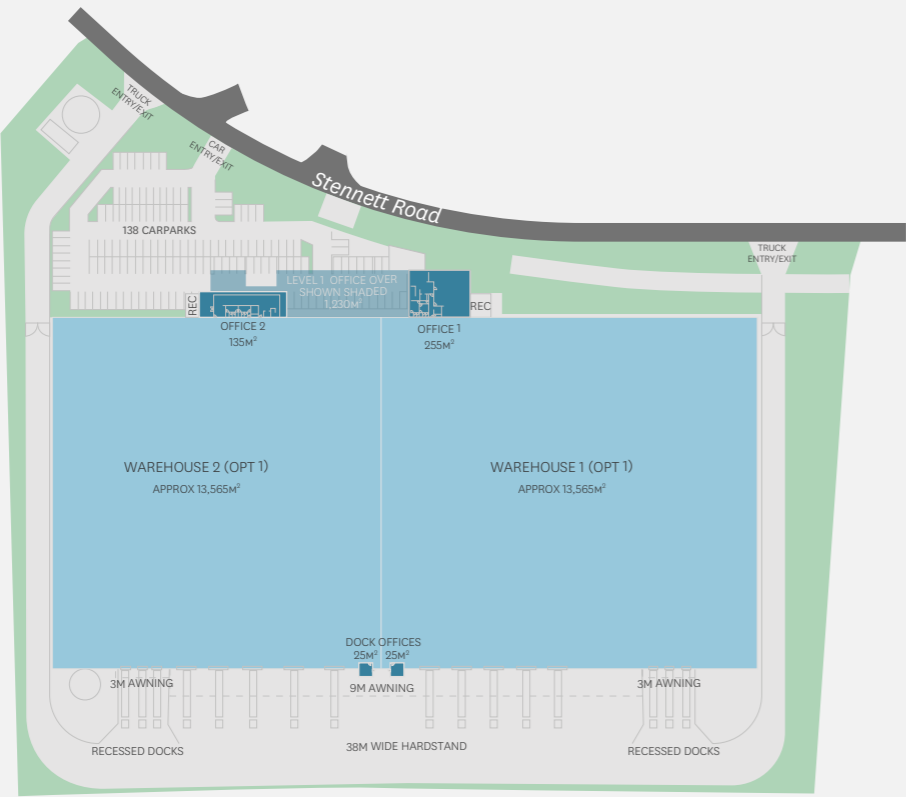 TRUCK
ENTRY/EXIT
CAR
ENTRY/EXIT
Stennett Road
138 CARPARKS
TRUCK
ENTRY/EXIT
LEVEL 1 OFFICE OVER
SHOWN SHADED
1,230M²
REC
REC
OFFICE 2
135M²
OFFICE 1
255M²
WAREHOUSE 2 (OPT 1)
APPROX 13,565M²
WAREHOUSE 1 (OPT 1)
APPROX 13,565M²
DOCK OFFICES
25M² 25M²
3M AWNING
9M AWNING
3M AWNING
RECESSED DOCKS
38M WIDE HARDSTAND
RECESSED DOCKS